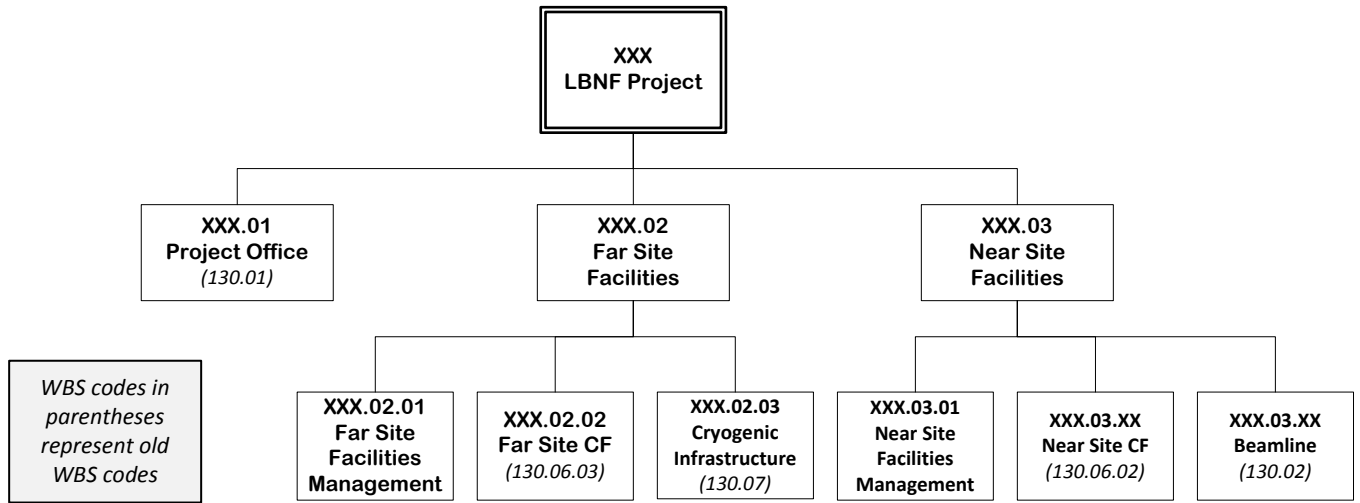 XXX
LBNF Project
XXX.01
Project Office
(130.01)
XXX.02
Far Site
Facilities
XXX.03
Near Site
Facilities
WBS codes in
parentheses
represent old
WBS codes
XXX.02.01
Far Site
Facilities
Management
XXX.02.02
Far Site CF
(130.06.03)
XXX.02.03
Cryogenic
Infrastructure
(130.07)
XXX.03.01
Near Site
Facilities
Management
XXX.03.XX
Near Site CF
(130.06.02)
XXX.03.XX
Beamline
(130.02)